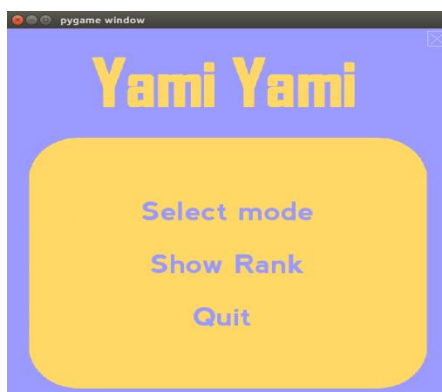 pygame window
Yami Yami
Select mode
Show Rank
Quit